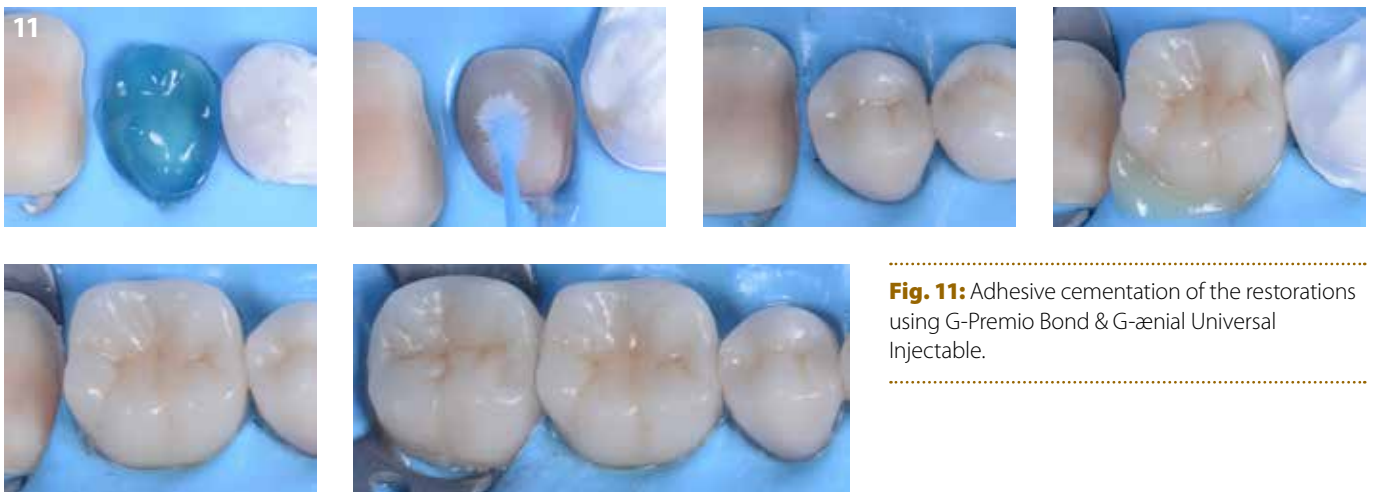 11
Fig. 11: Adhesive cementation of the restorations
using G-Premio Bond & G-ænial Universal
Injectable.